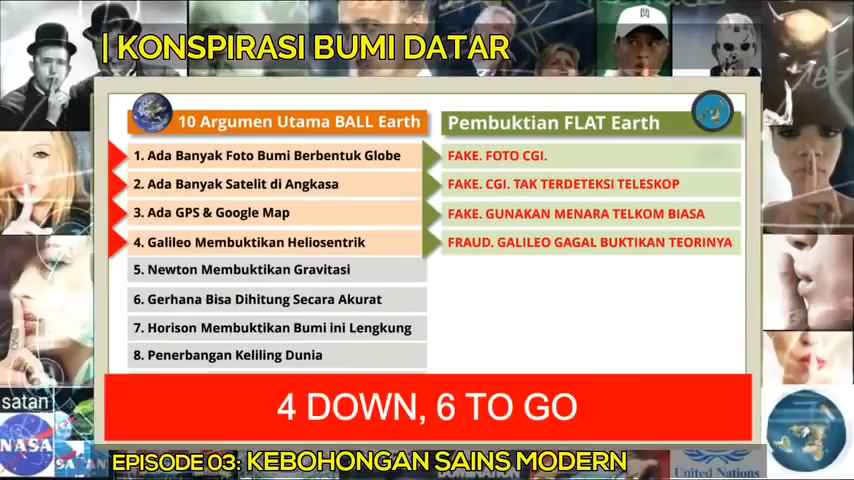 | KONSPIRASI BUMI DATAR
10 Argumen Utama BALL Earth
Pembuktian FLAT Earth
1. Ada Banyak Foto Bumi Berbentuk Globe
FAKE. FOTO CGI.
2. Ada Banyak Satelit di Angkasa
FAKE. CGI. TAK TERDETEKSI TELESKOP
3. Ada GPS & Google Map
FAKE. GUNAKAN MENARA TELKOM BIASA
4. Galileo Membuktikan Heliosentrik
FRAUD. GALILEO GAGAL BUKTIKAN TEORINYA
5. Newton Membuktikan Gravitasi
6. Gerhana Bisa Dihitung Secara Akurat
7. Horison Membuktikan Bumi ini Lengkung
8. Penerbangan Keliling Dunia
4 DOWN, 6 TO GO
satan
NASA
SATAN
EPISODE 03: KEBOHONGAN SAINS MODERN
United Nations